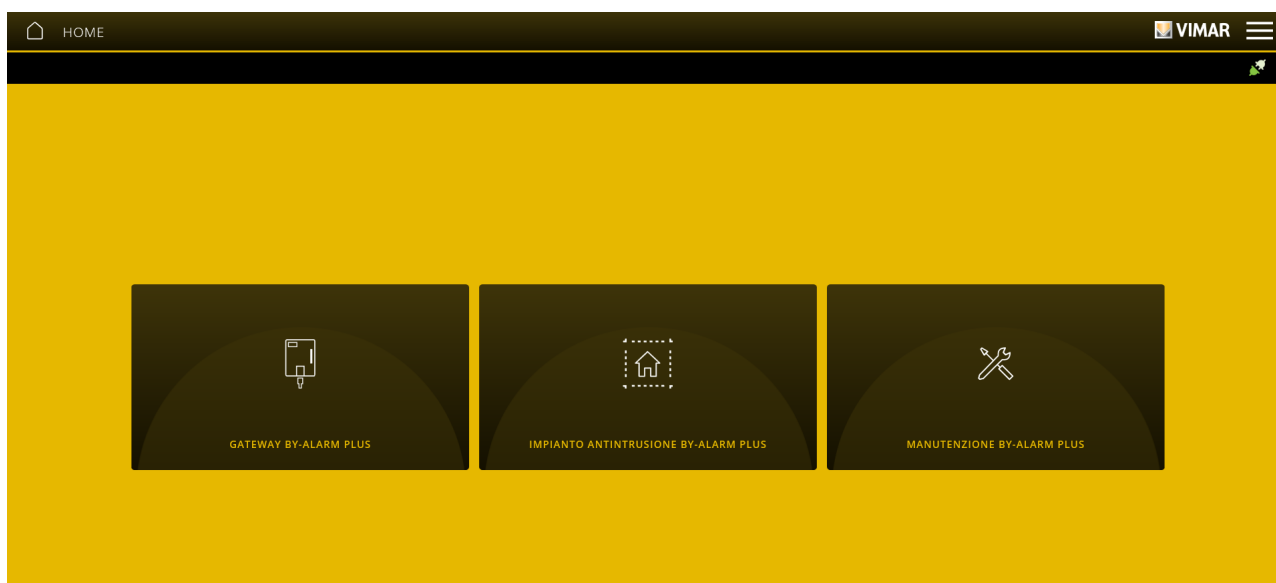 HOME
VIMAR
GATEWAY BY-ALARM PLUS
IMPIANTO ANTINTRUSIONE BY-ALARM PLUS
MANUTENZIONE BY-ALARM PLUS